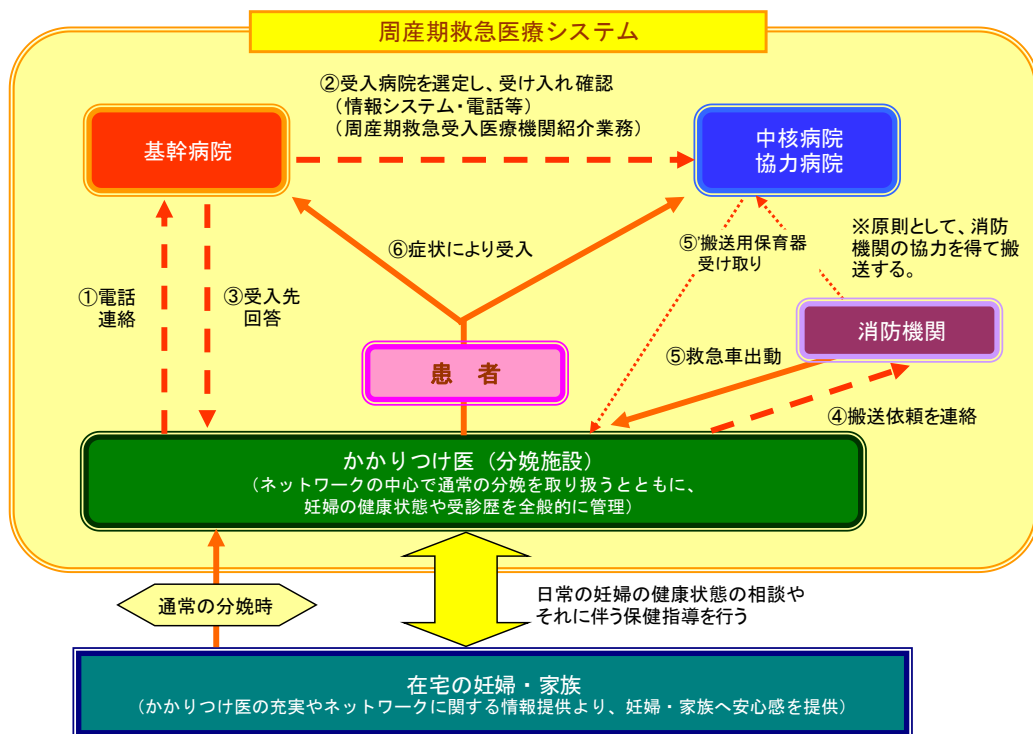 周産期救急医療システム
②受入病院を選定し、受け入れ確認
（情報システム・電話等）
（周産期救急受入医療機関紹介業務）
基幹病院
中核病院
協力病院
①電話
連絡
③受入先
回答
⑥症状により受入
⑤’搬送用保育器
受け取り
※原則として、消防
機関の協力を得て搬
送する。
消防機関
⑤救急車出動
④搬送依頼を連絡
患　者
かかりつけ医（分娩施設）
（ネットワークの中心で通常の分娩を取り扱うとともに、
妊婦の健康状態や受診歴を全般的に管理）
通常の分娩時
日常の妊婦の健康状態の相談や
それに伴う保健指導を行う
在宅の妊婦・家族
（かかりつけ医の充実やネットワークに関する情報提供より、妊婦・家族へ安心感を提供）